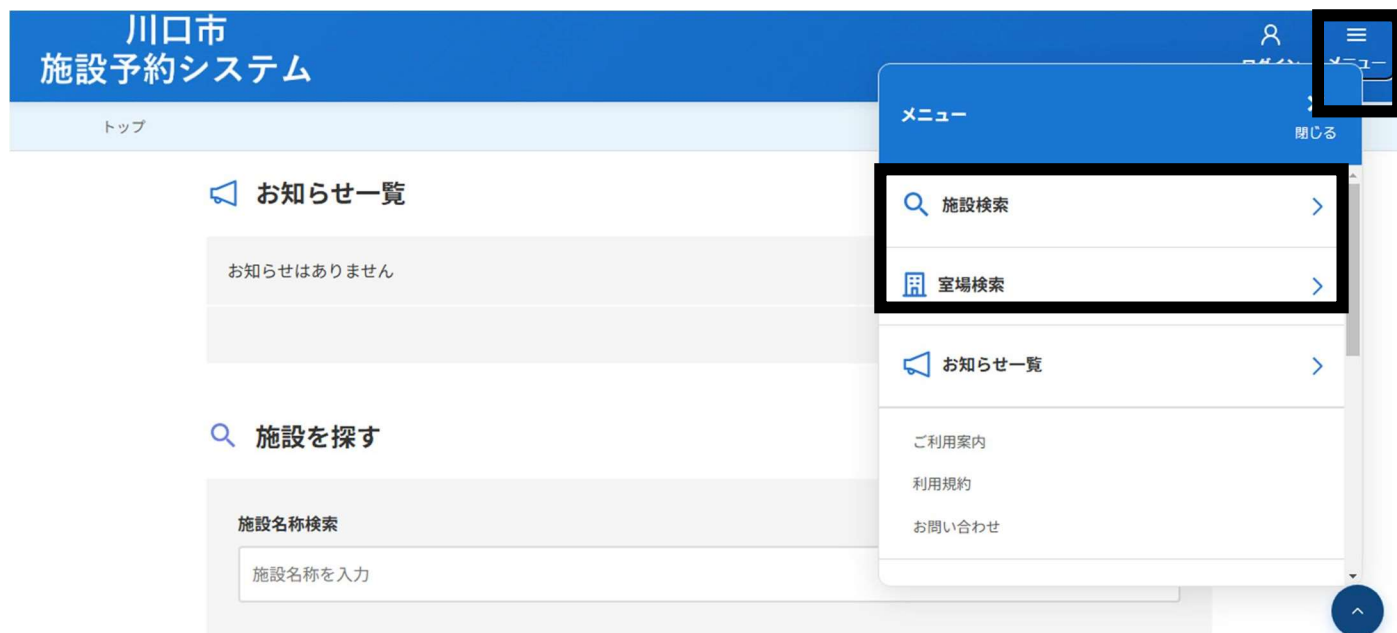 川口市
施設予約システム
メニュー
トップ
メニュー
閉じる
お知らせ一覧
お知らせはありません
施設を探す
施設名称検索
施設名称を入力
施設検索
室場検索
お知らせ一覧
ご利用案内
利用規約
お問い合わせ